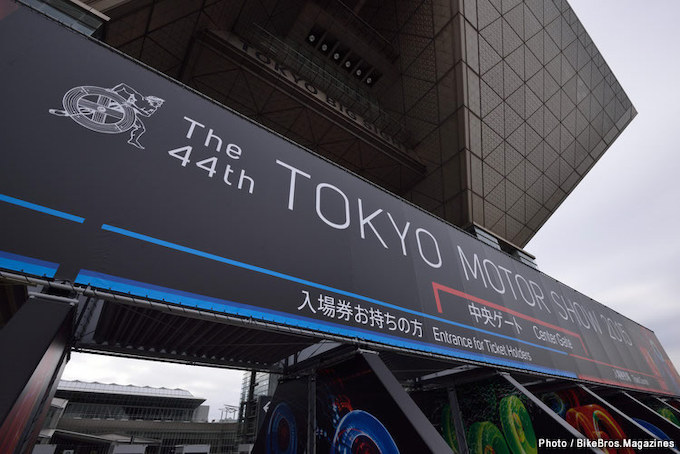 TOKYO BIG SIGHT
The
44th
TOKYO MOTOR SHOW 2015
中央ゲート Center Gate
入場券お持ちの方 Entrance for Ticket Holders
Photo / BikeBros.Magazines